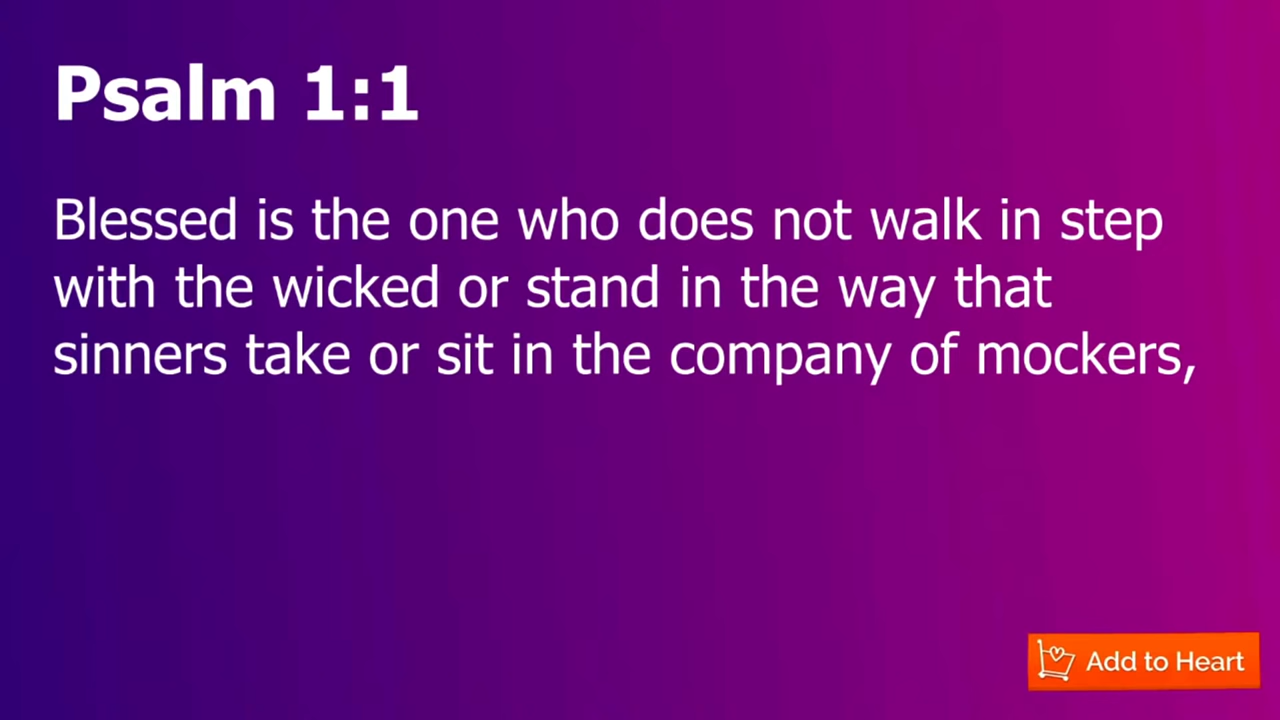 Psalm 1:1
Blessed is the one who does not walk in step
with the wicked or stand in the way that
sinners take or sit in the company of mockers,
Add to Heart